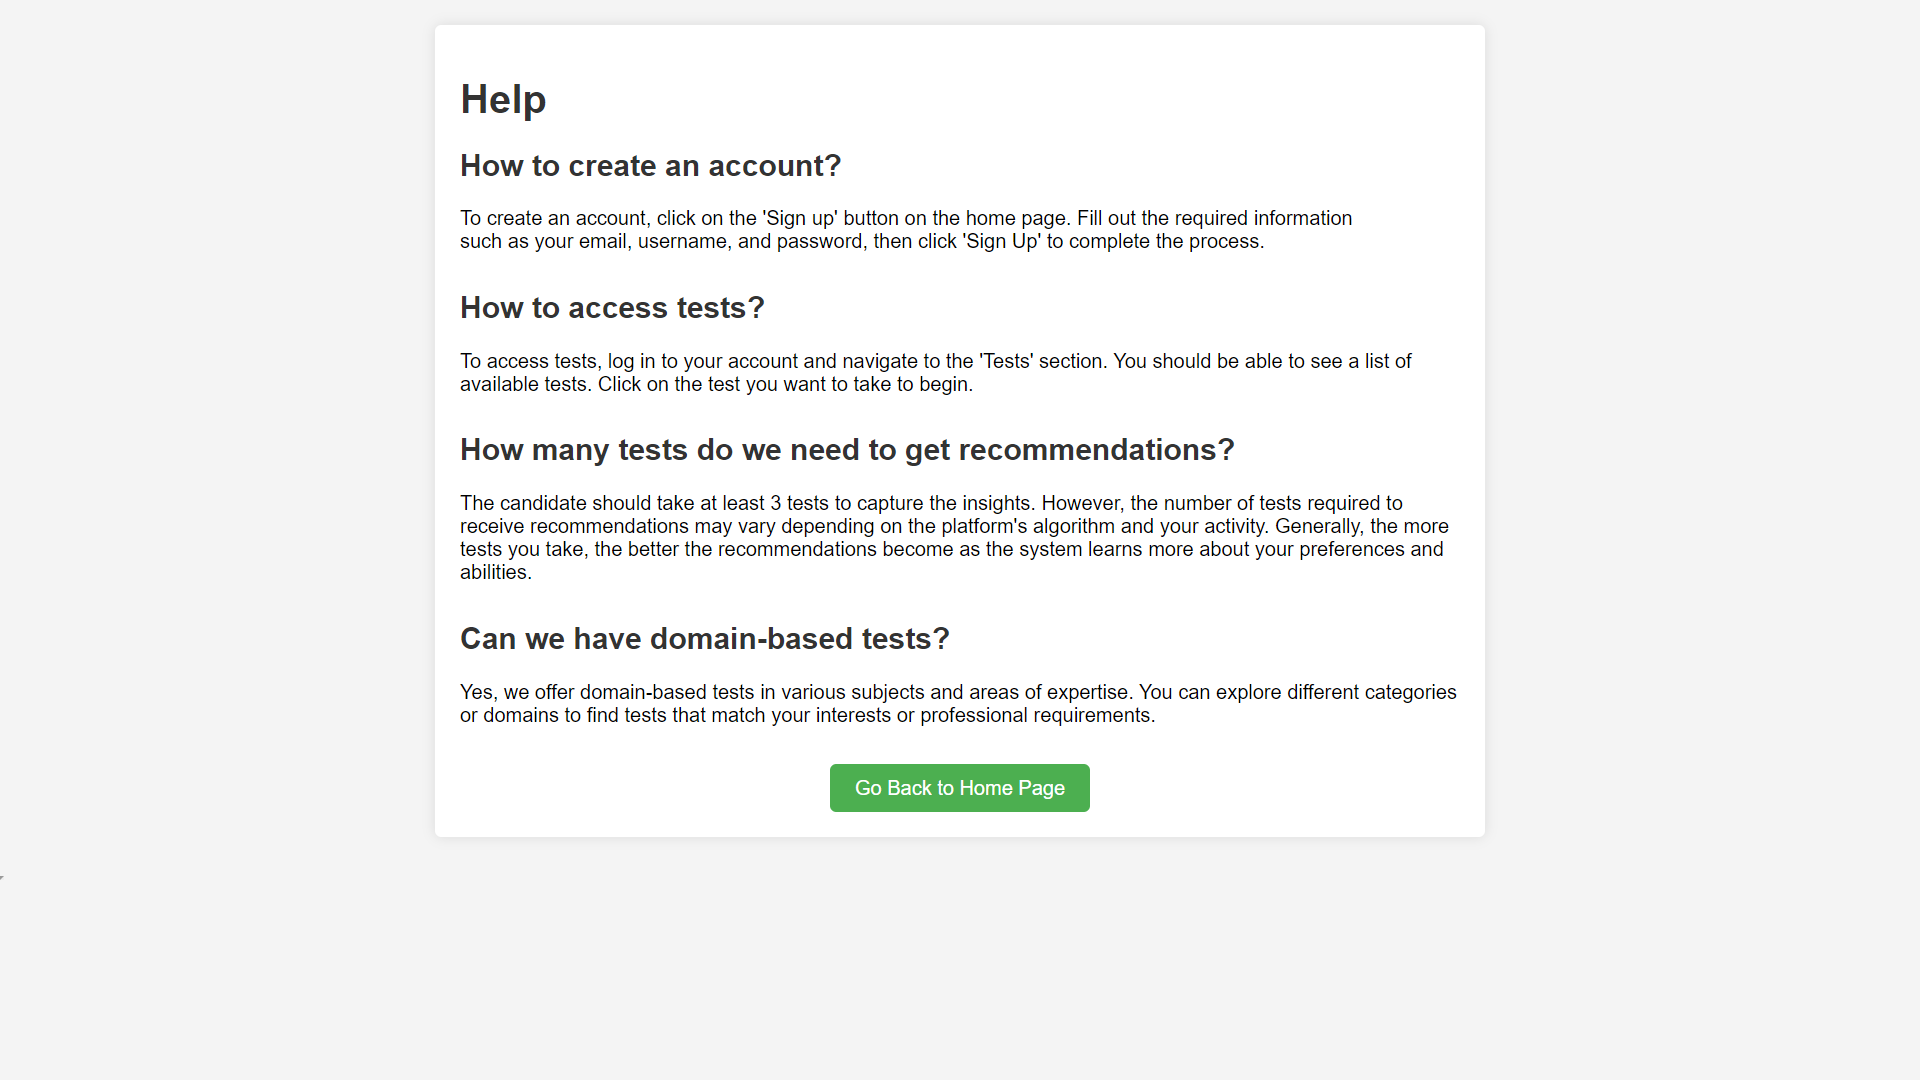 Help
How to create an account?
To create an account, click on the 'Sign up' button on the home page. Fill out the required information
such as your email, username, and password, then click 'Sign Up' to complete the process.
How to access tests?
To access tests, log in to your account and navigate to the 'Tests' section. You should be able to see a list of
available tests. Click on the test you want to take to begin.
How many tests do we need to get recommendations?
The candidate should take at least 3 tests to capture the insights. However, the number of tests required to
receive recommendations may vary depending on the platform's algorithm and your activity. Generally, the more
tests you take, the better the recommendations become as the system learns more about your preferences and
abilities.
Can we have domain-based tests?
Yes, we offer domain-based tests in various subjects and areas of expertise. You can explore different categories
or domains to find tests that match your interests or professional requirements.
Go Back to Home Page